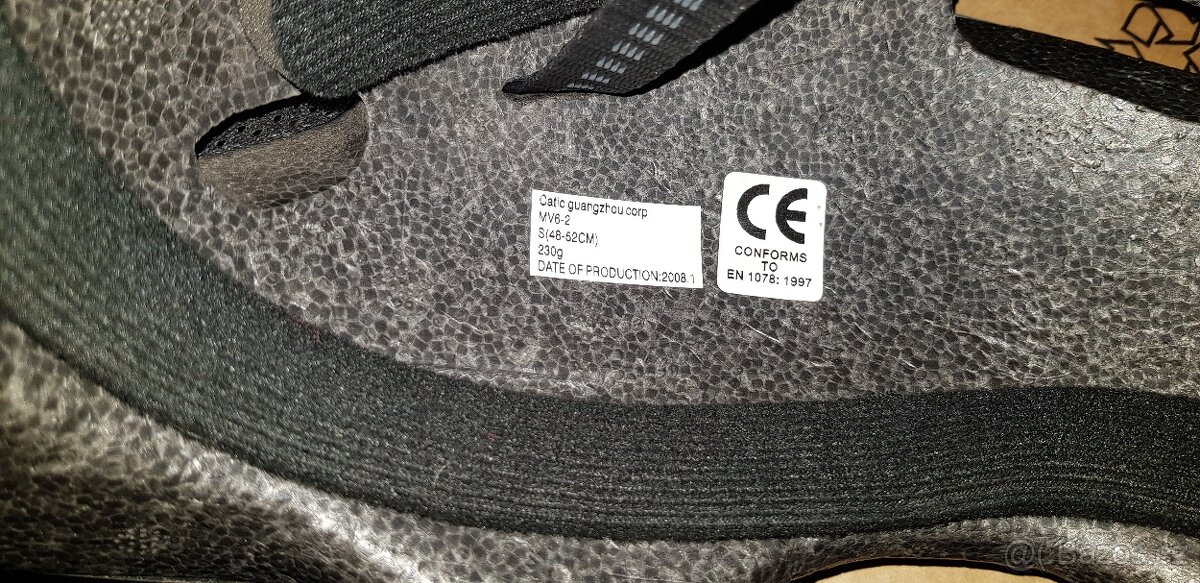 Catic guangzhou corp
MV6-2
S(48-52CM)
230g
DATE OF PRODUCTION:2008.1
CE
CONFORMS
TO
EN 1078: 1997